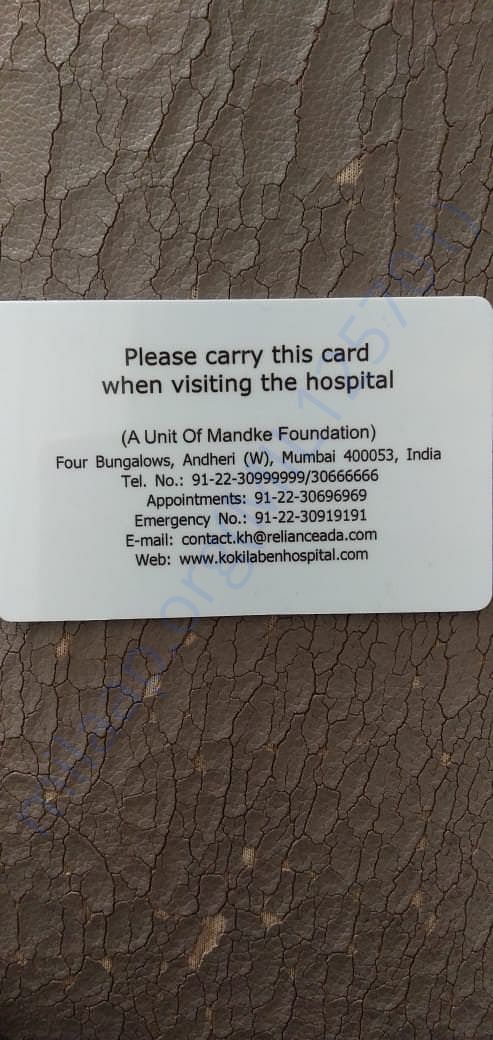 Please carry this card
when visiting the hospital
(A Unit Of Mandke Foundation)
Four Bungalows, Andheri (W), Mumbai 400053, India
Tel. No.: 91-22-30999999/30666666
Appointments: 91-22-30696969
Emergency No.: 91-22-30919191
E-mail: contact.kh@relianceada.com
Web: www.kokilabenhospital.com